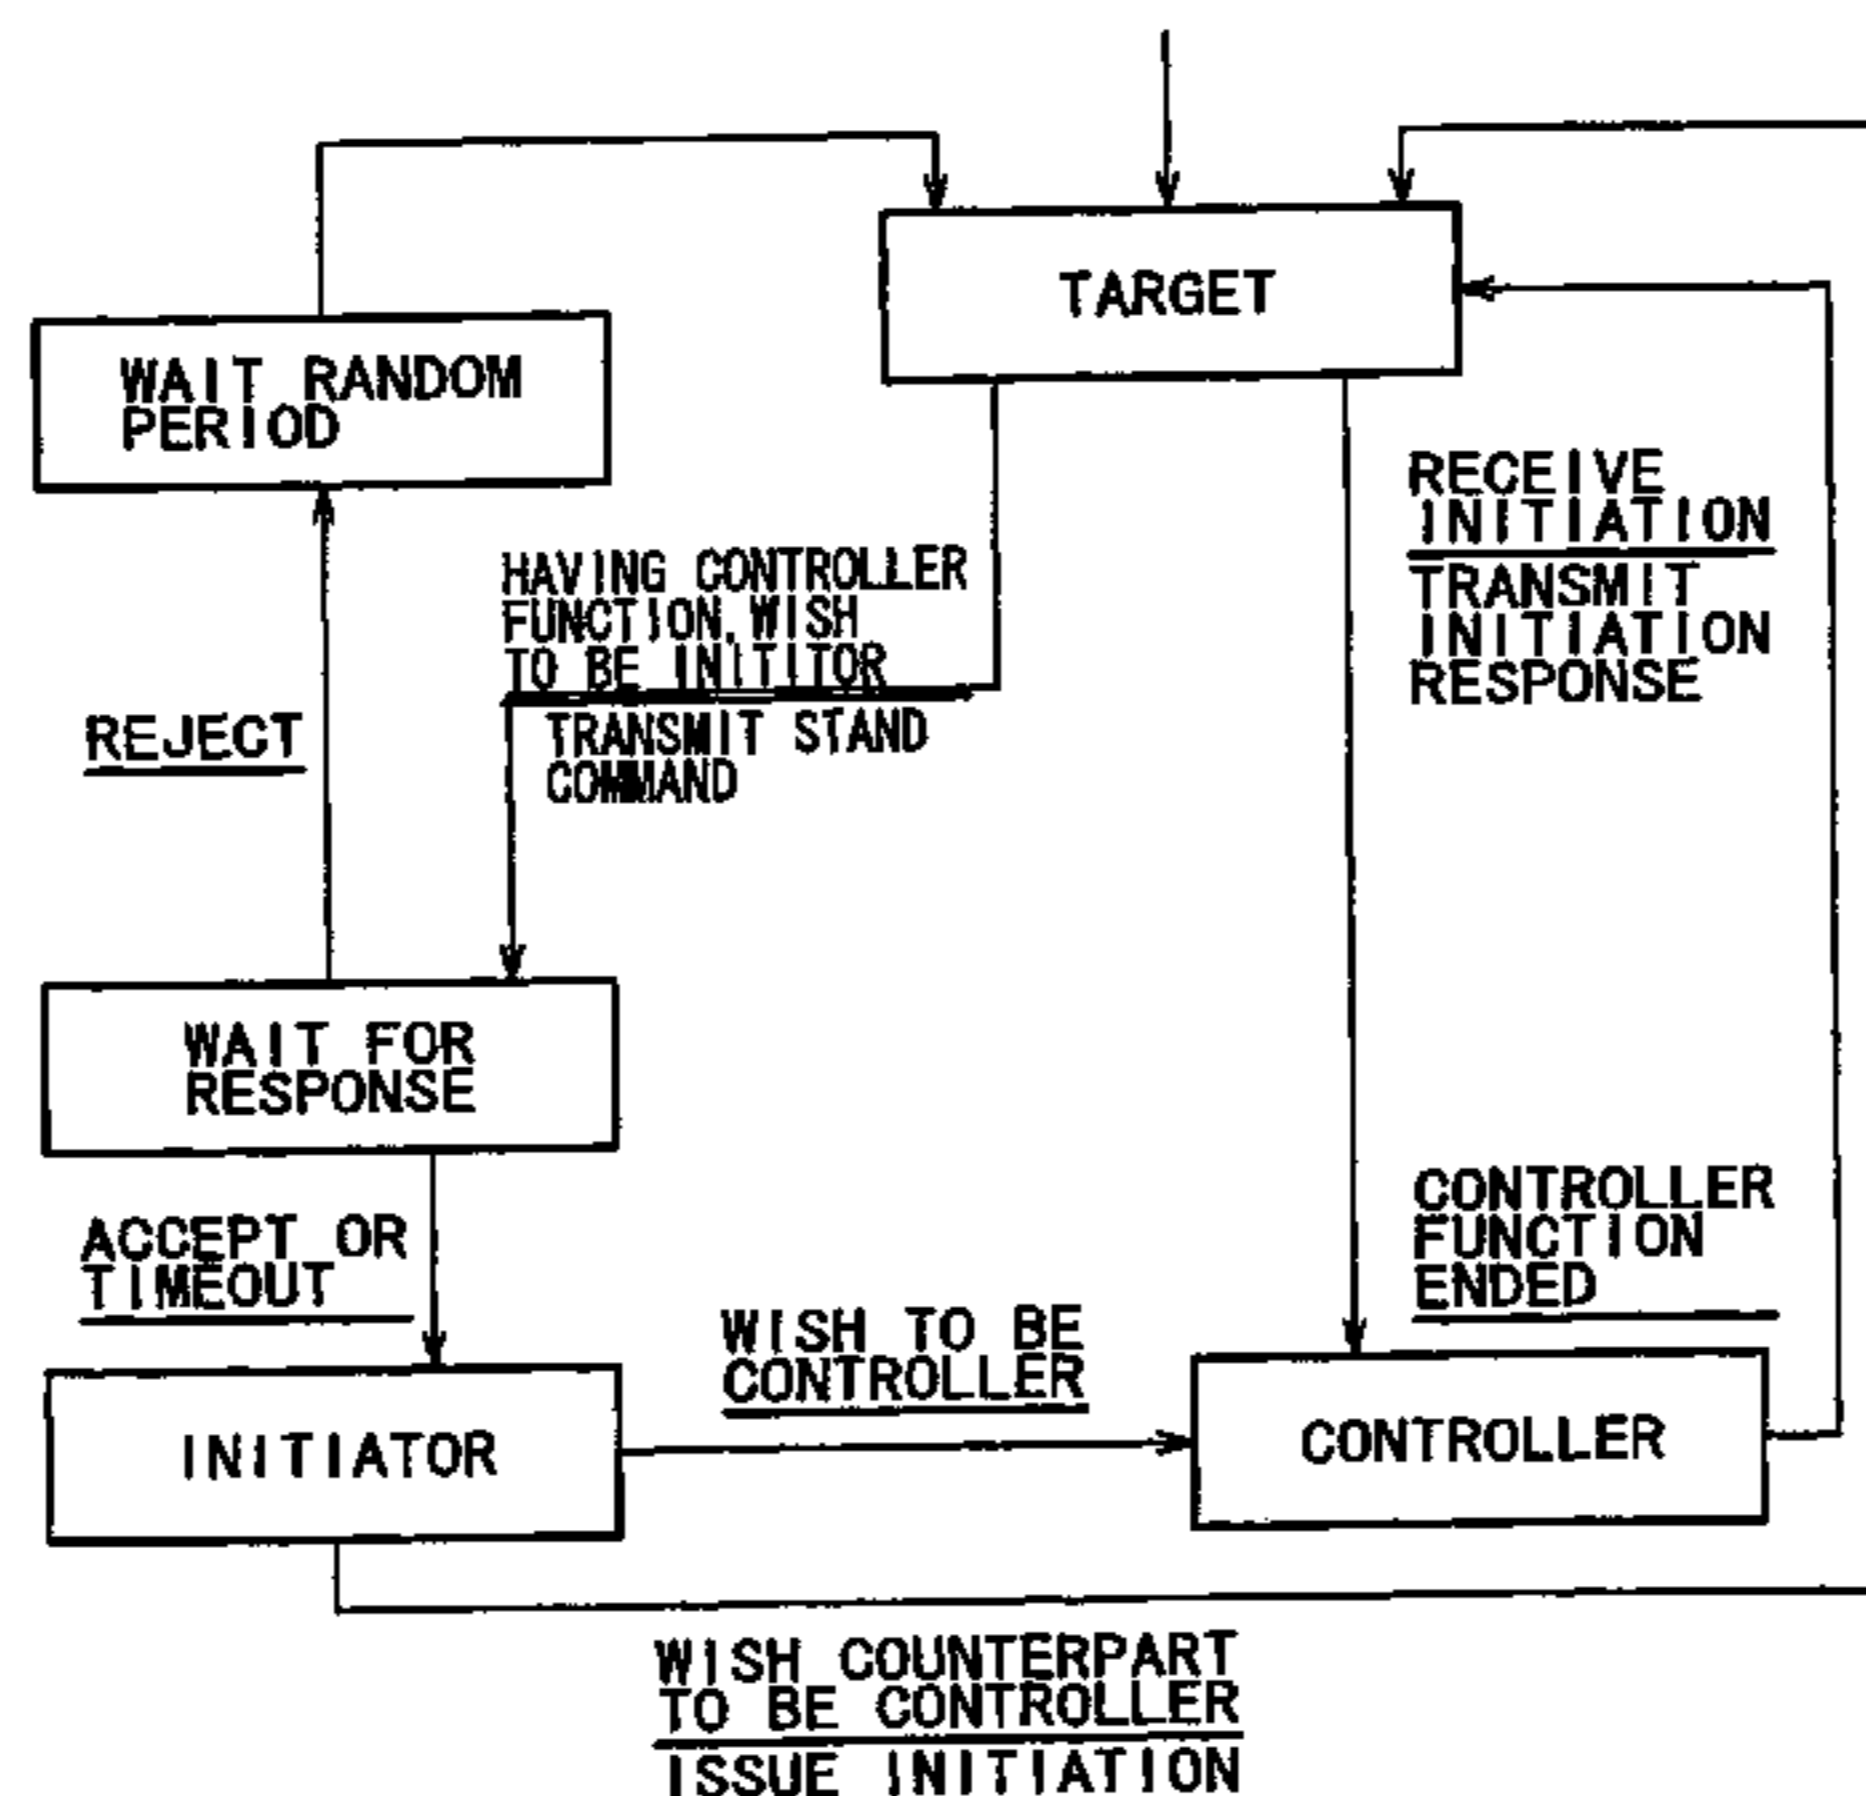 TARGET
WAIT RANDOM
PERIOD
RECEIVE
INITIATION
TRANSMIT
INITIATION
RESPONSE
HAVING CONTROLLER
FUNCTION, WISH
TO BE INITITOR
TRANSMIT STAND
COMMAND
REJECT
WAIT FOR
RESPONSE
ACCEPT OR
TIMEOUT
CONTROLLER
FUNCTION
ENDED
WISH TO BE
CONTROLLER
INITIATOR
CONTROLLER
WISH COUNTERPART
TO BE CONTROLLER
ISSUE INITIATION